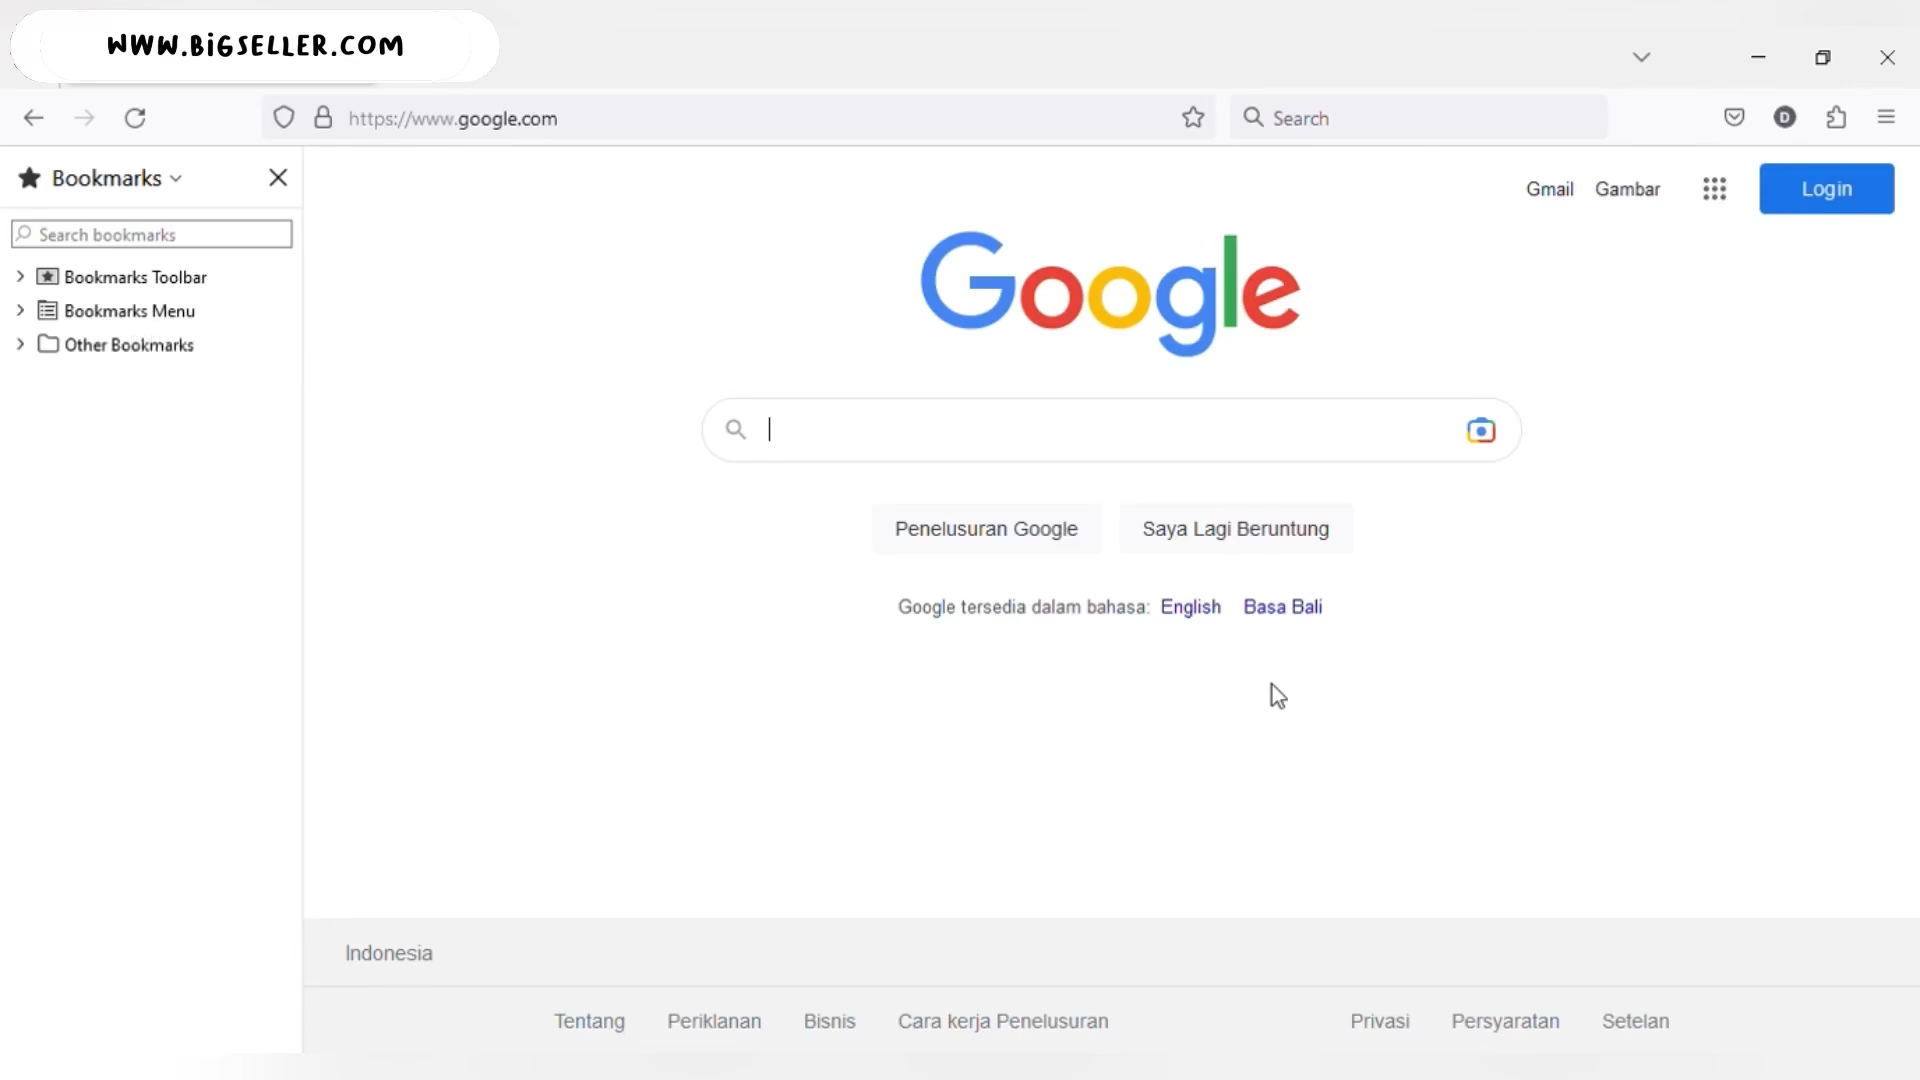 WWW.BIGSELLER.COM
https://www.google.com
Search
Bookmarks
Search bookmarks
Bookmarks Toolbar
Bookmarks Menu
Other Bookmarks
Gmail Gambar Login
Google
Penelusuran Google Saya Lagi Beruntung
Google tersedia dalam bahasa: English Basa Bali
Indonesia
Tentang Periklanan Bisnis Cara kerja Penelusuran Privasi Persyaratan Setelan